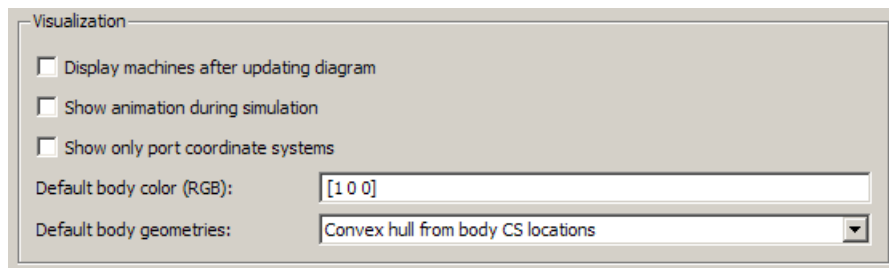 Visualization
Display machines after updating diagram
Show animation during simulation
Show only port coordinate systems
Default body color (RGB): [1 0 0]
Default body geometries: Convex hull from body CS locations